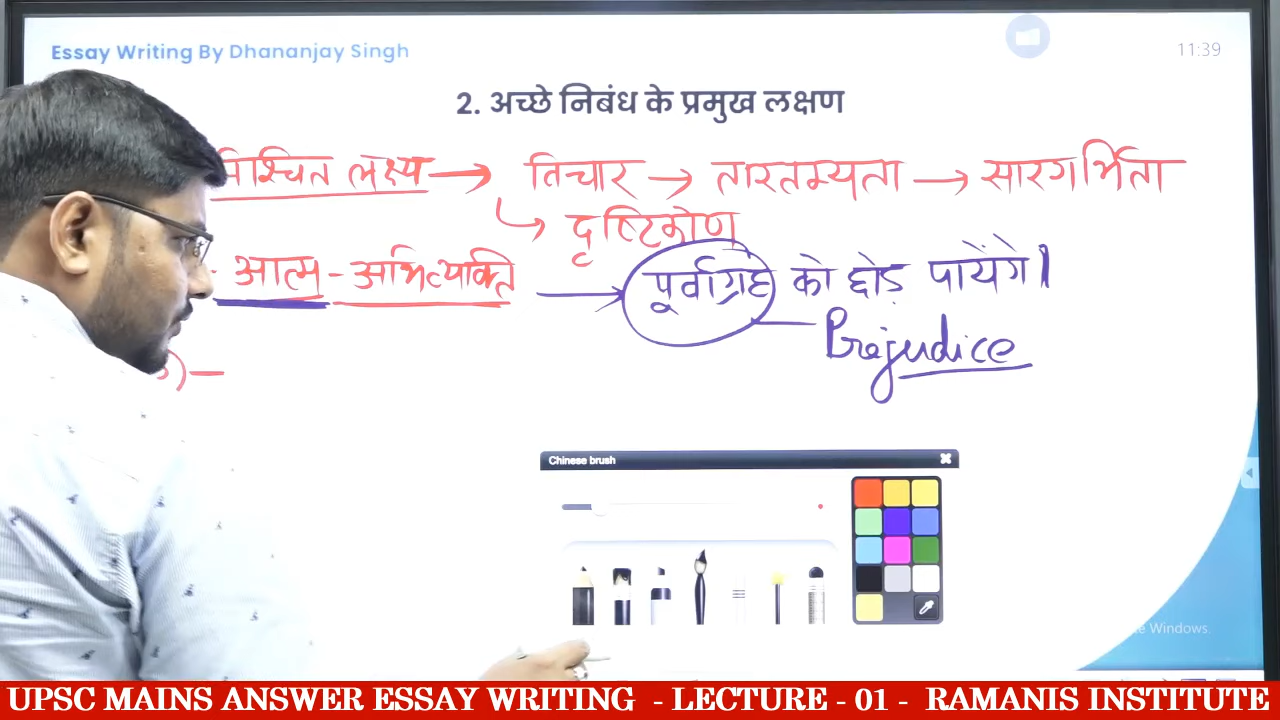 Essay Writing By Dhananjay Singh
11:39
2. अच्छे निबंध के प्रमुख लक्षण
निश्चित लक्ष्य → विचार → तारतम्यता → सारगर्भिता
↳ दृष्टिकोण
आत्म - अभिव्यक्ति → पूर्वाग्रह को छोड़ पायेंगे।
Prejudice
Chinese brush
Windows.
UPSC MAINS ANSWER ESSAY WRITING - LECTURE - 01 - RAMANIS INSTITUTE